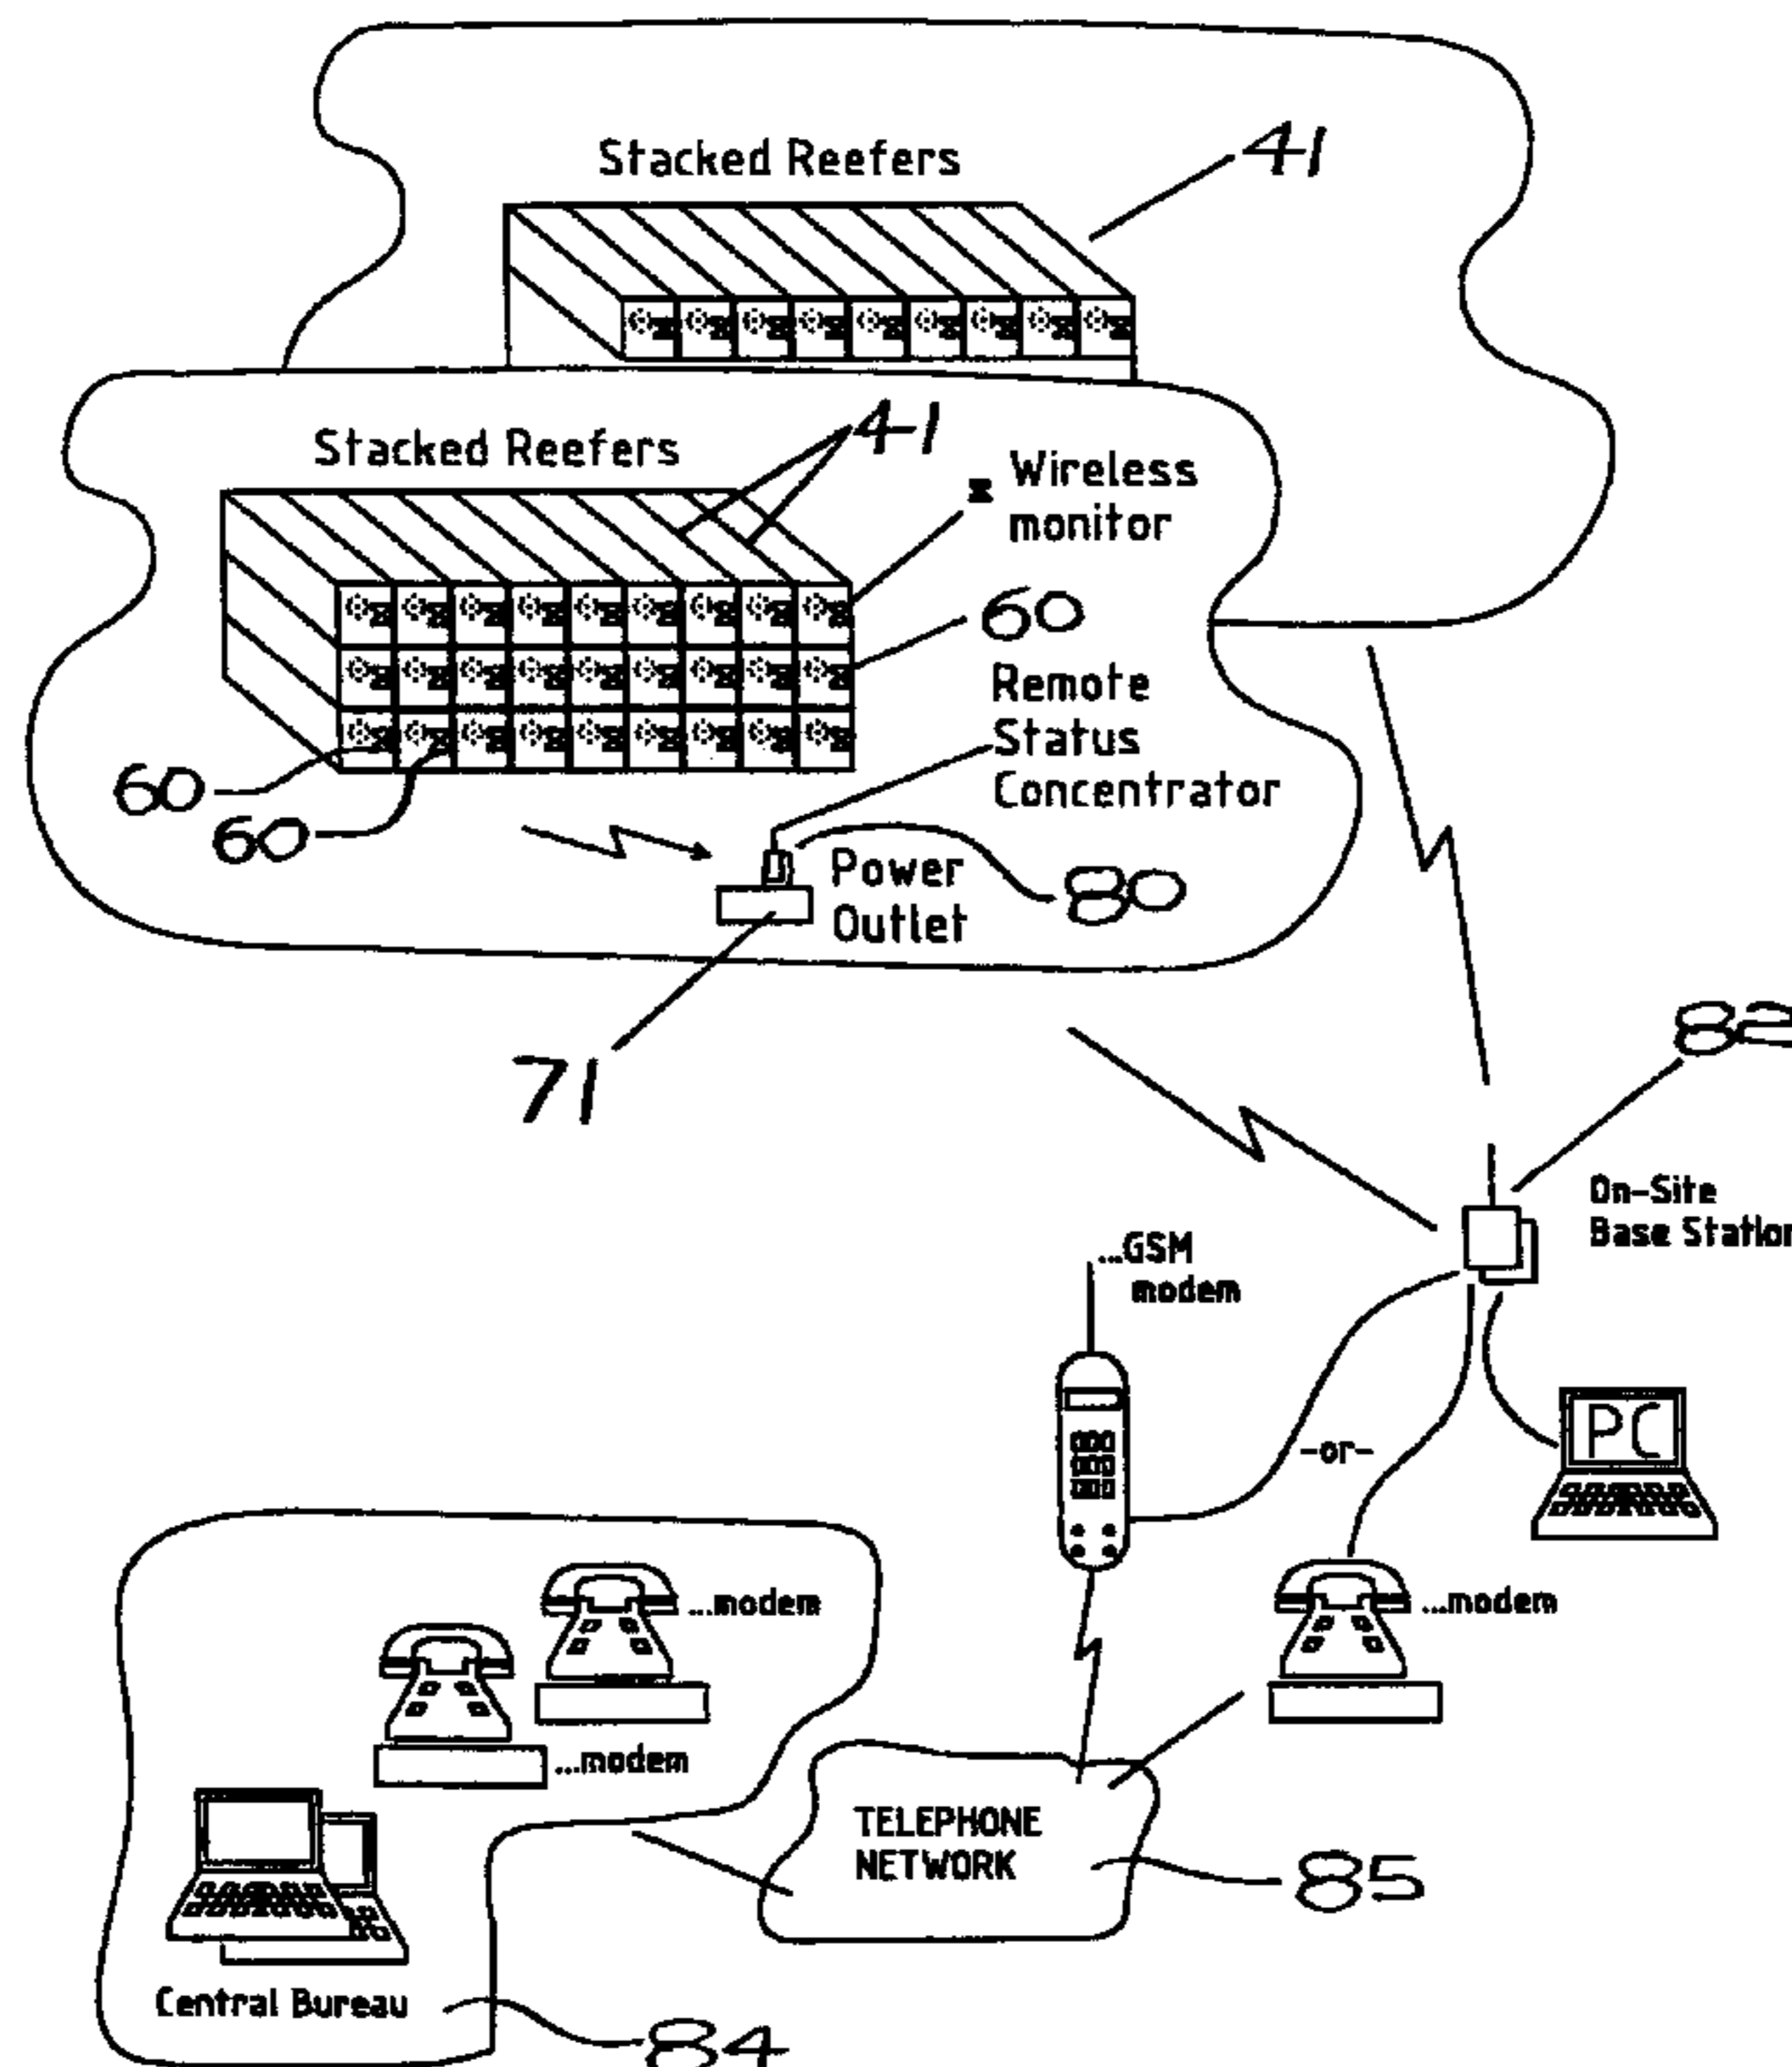 Stacked Reefers
41
Stacked Reefers
41
Wireless
monitor
60
Remote
Status
Concentrator
60
60
Power
Outlet
80
71
82
On-Site
Base Station
...GSM
modem
PC
-or-
...modem
...modem
...modem
TELEPHONE
NETWORK
85
Central Bureau
84